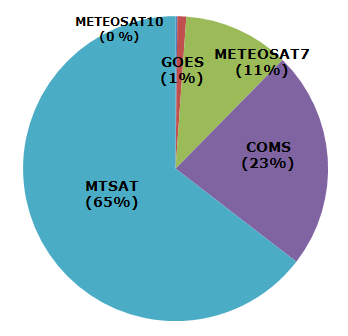 METEOSAT10
(0 %)
GOES
(1%)
METEOSAT7
(11%)
COMS
(23%)
MTSAT
(65%)